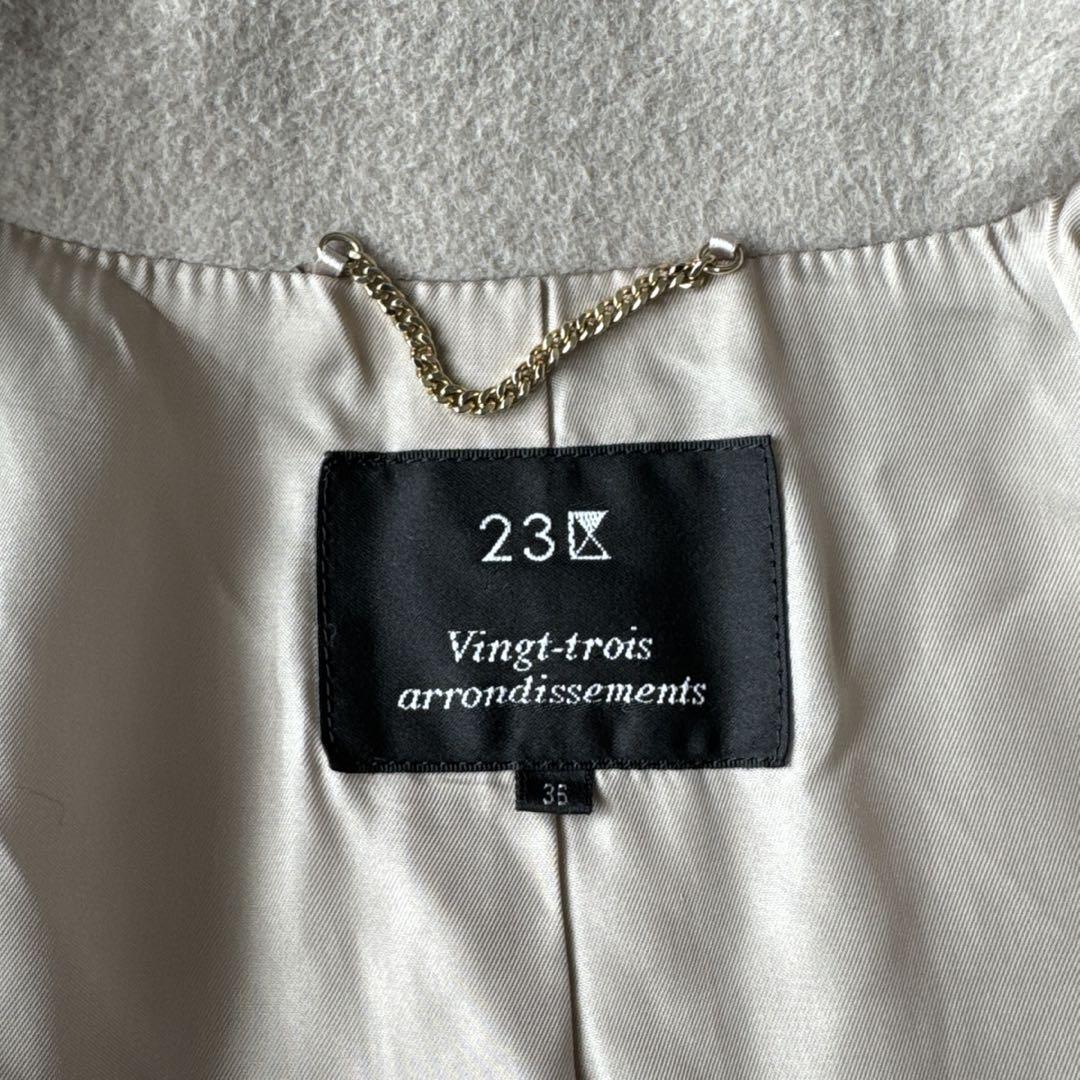 23区
Vingt-trois
arrondissements
36